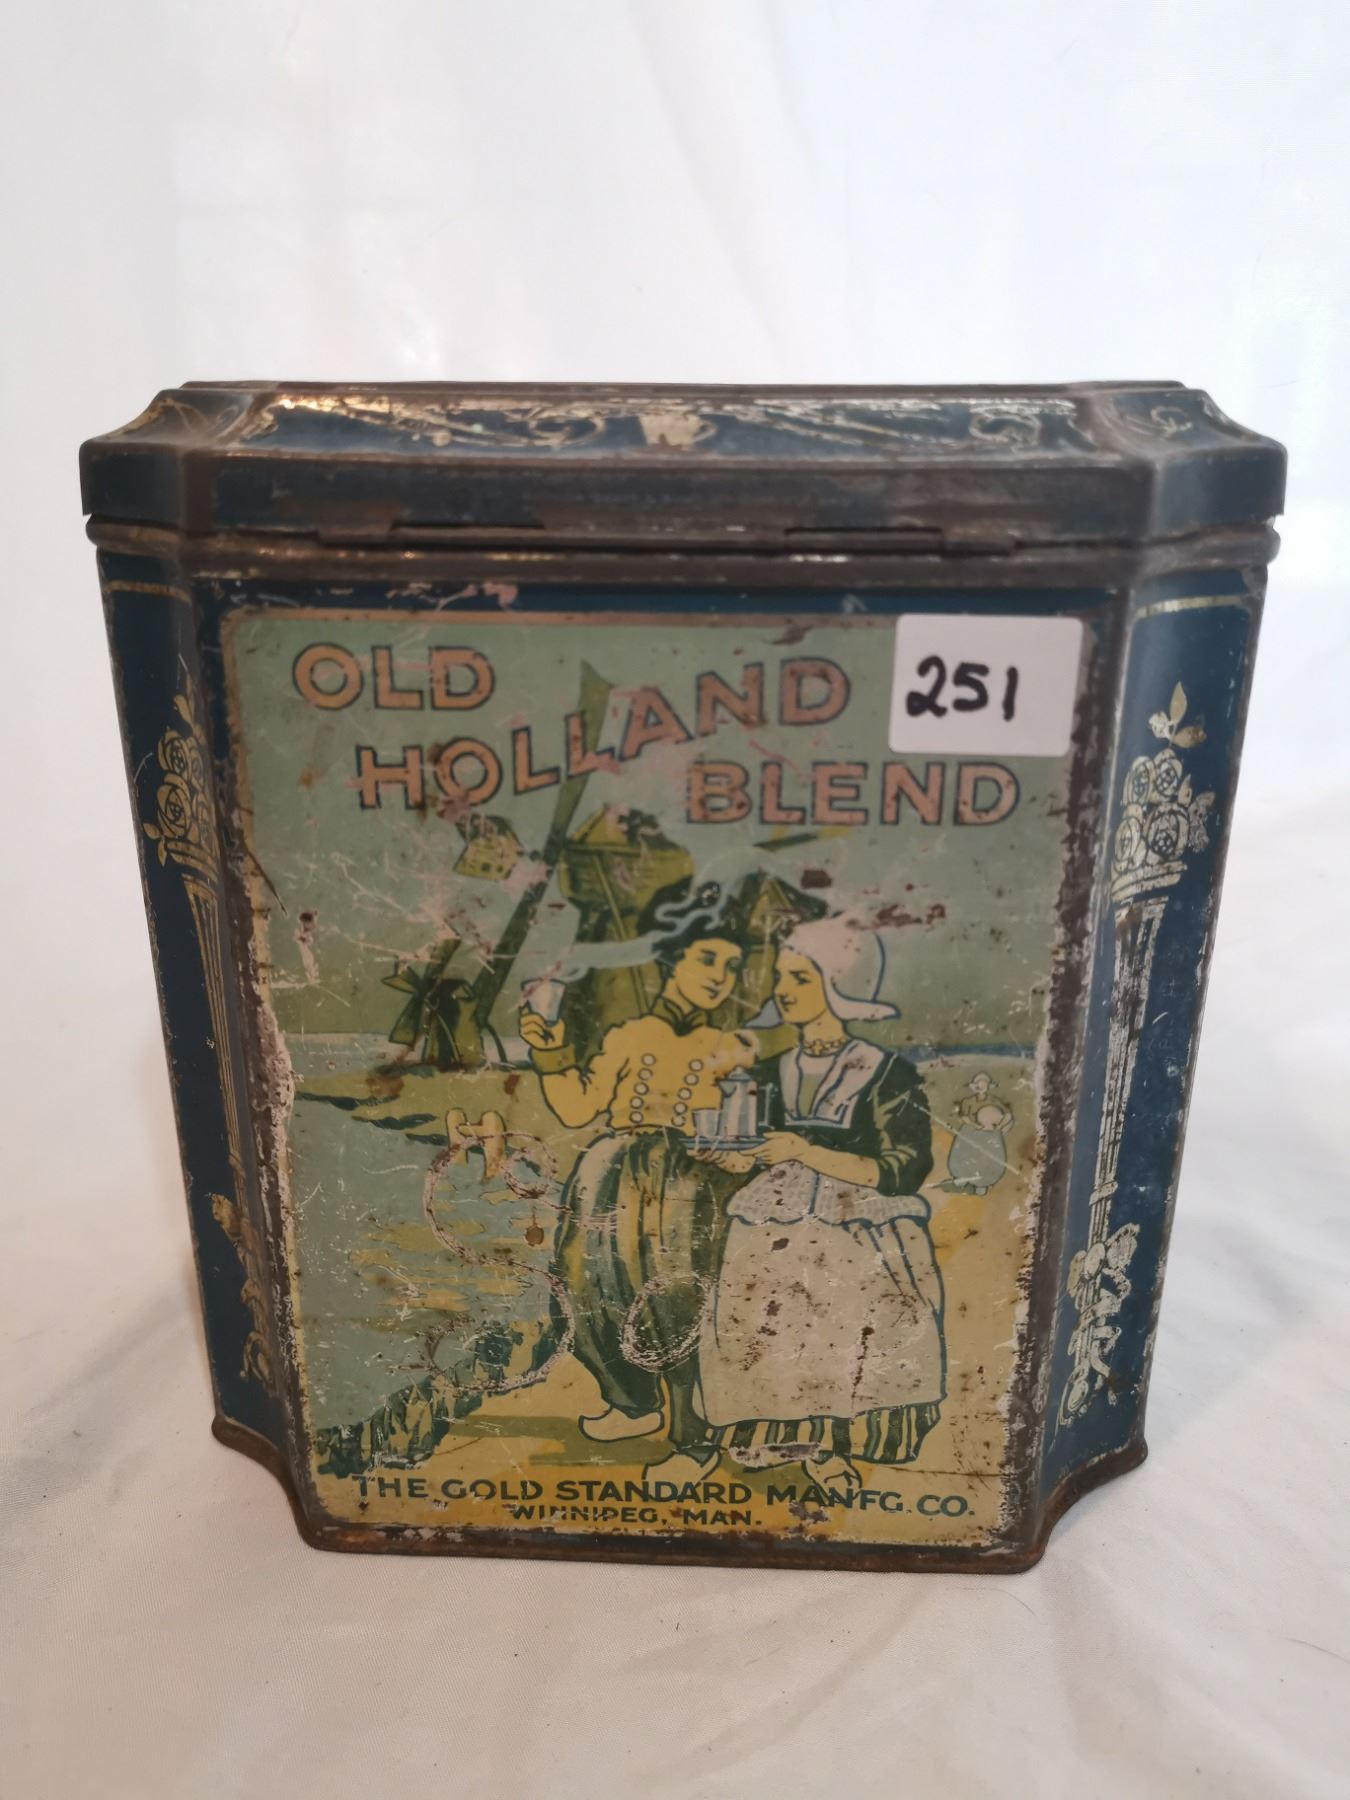 OLD
HOLLAND
BLEND
251
THE GOLD STANDARD MANFG. CO.
WINNIPEG, MAN.